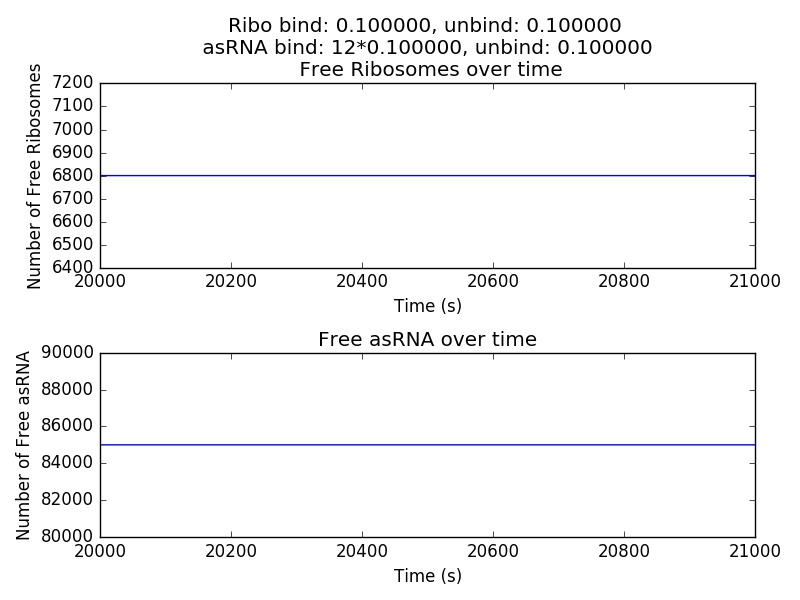 Ribo bind: 0.100000, unbind: 0.100000
asRNA bind: 12*0.100000, unbind: 0.100000
Free Ribosomes over time
Number of Free Ribosomes
7200
7100
7000
6900
6800
6700
6600
6500
6400
20000 20200 20400 20600 20800 21000
Time (s)
Free asRNA over time
Number of Free asRNA
90000
88000
86000
84000
82000
80000
20000 20200 20400 20600 20800 21000
Time (s)